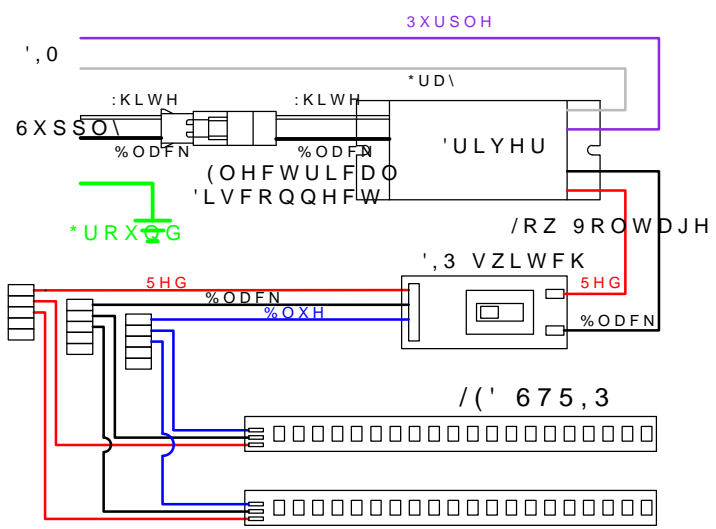 3XUSOH
',0
*UD\
:KLWH
:KLWH
6XSSO\
'ULYHU
%ODFN
%ODFN
(OHFWULFDO
'LVFRQQHFW
*URXQG
/RZ 9ROWDJH
',3 VZLWFK
5HG
5HG
%ODFN
%OXH
%ODFN
/(' 675,3